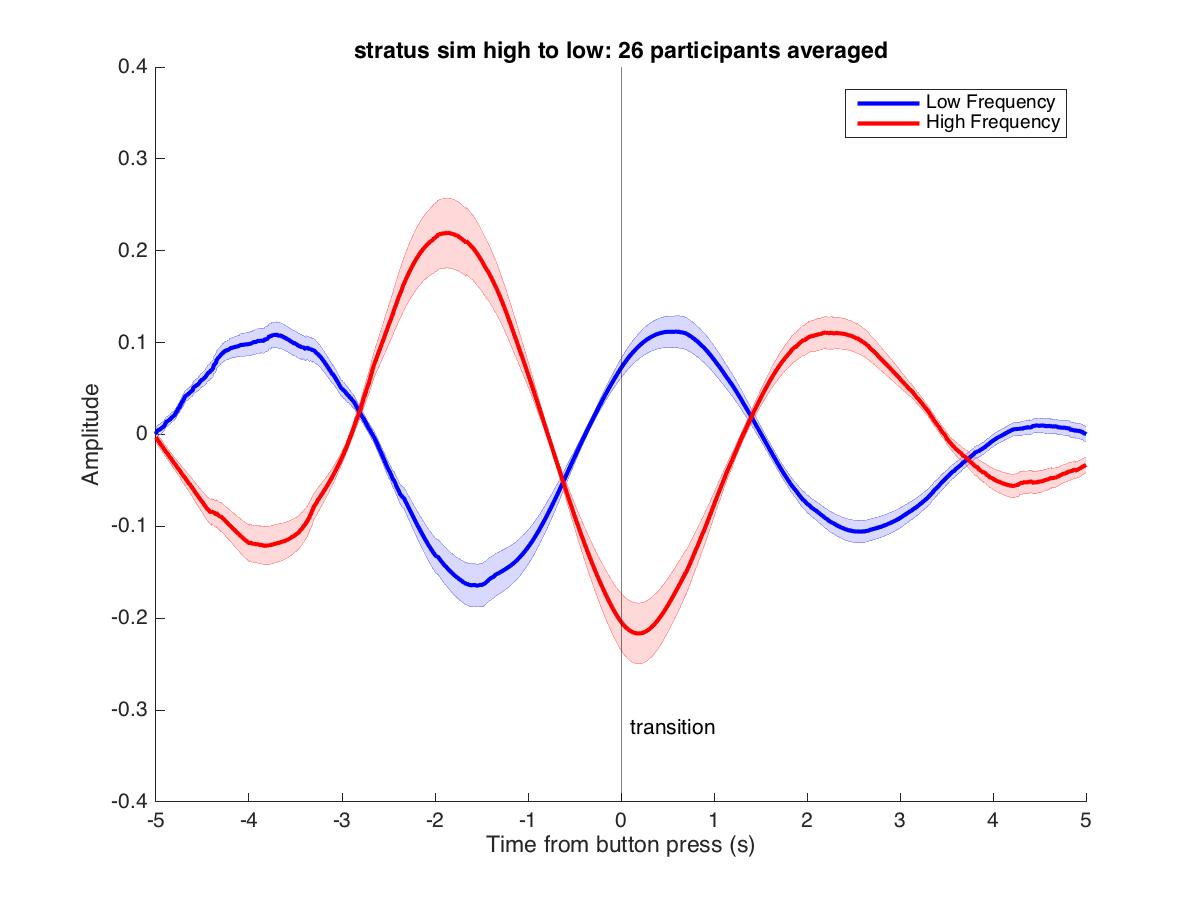 stratus sim high to low: 26 participants averaged
0.4
0.3
0.2
0.1
0
-0.1
-0.2
-0.3
-0.4
Amplitude
Low Frequency
High Frequency
transition
-5 -4 -3 -2 -1 0 1 2 3 4 5
Time from button press (s)